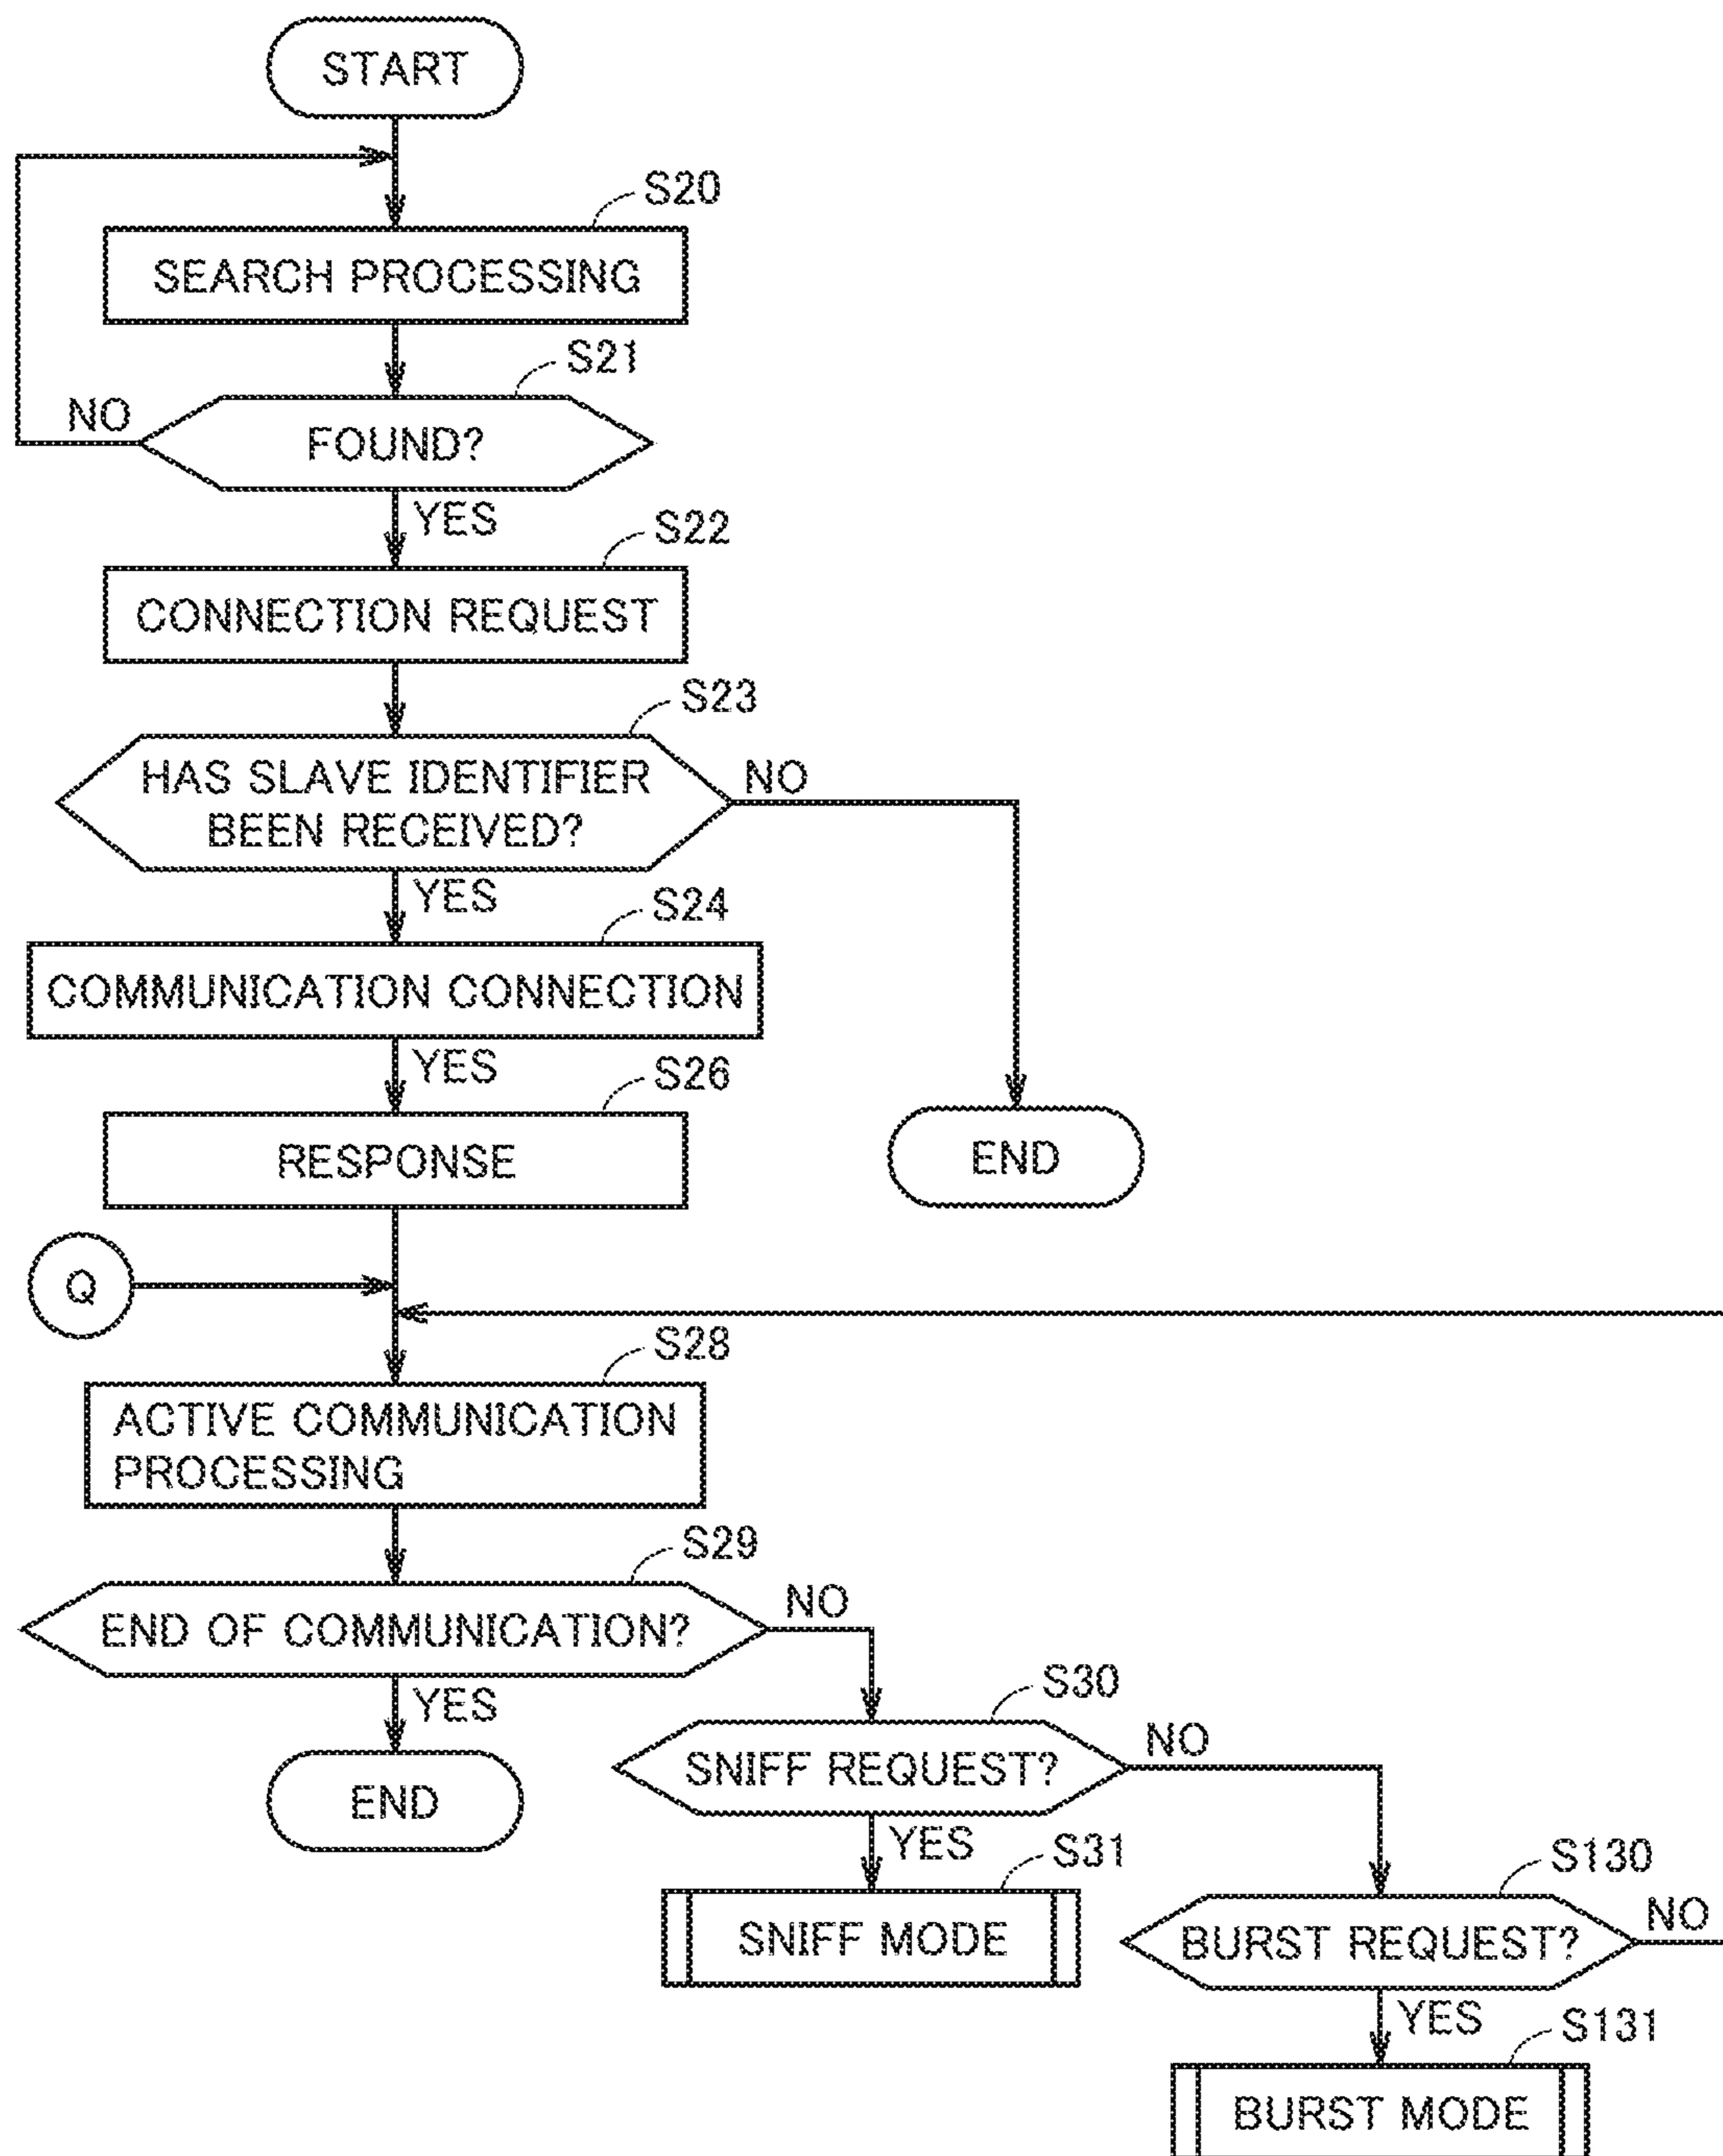 START
S20
SEARCH PROCESSING
S21
NO
FOUND?
YES
S22
CONNECTION REQUEST
S23
HAS SLAVE IDENTIFIER
BEEN RECEIVED?
NO
YES
S24
COMMUNICATION CONNECTION
YES
S26
RESPONSE
END
Q
S28
ACTIVE COMMUNICATION
PROCESSING
S29
END OF COMMUNICATION?
NO
YES
END
S30
SNIFF REQUEST?
NO
YES
S31
SNIFF MODE
S130
BURST REQUEST?
NO
YES
S131
BURST MODE